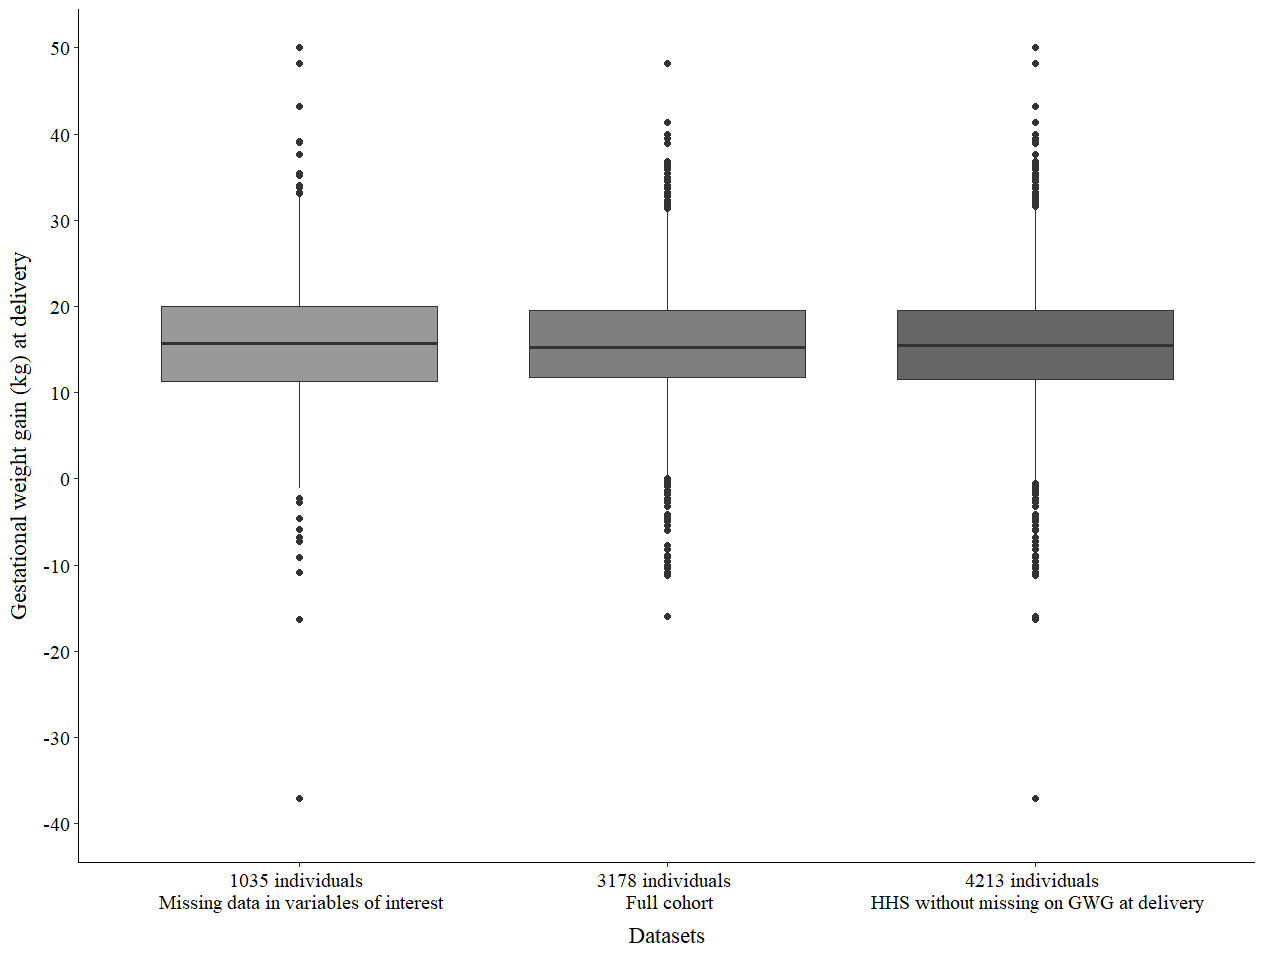 Gestational weight gain (kg) at delivery
50
40
30
20
10
0
-10
-20
-30
-40
1035 individuals
Missing data in variables of interest
3178 individuals
Full cohort
4213 individuals
HHS without missing on GWG at delivery
Datasets